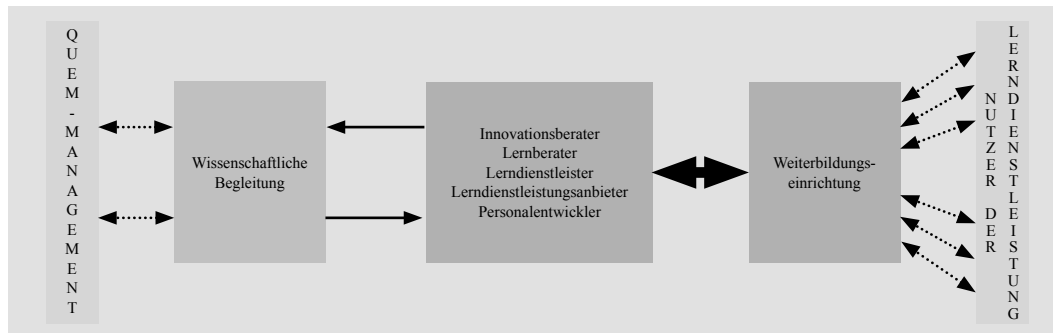 QUEM-MANAGEMENT
Wissenschaftliche
Begleitung
Innovationsberater
Lernberater
Lerndienstleister
Lerndienstleistungsanbieter
Personalentwickler
Weiterbildungs-
einrichtung
NUTZER DER
LERNDIENSTLEISTUNG